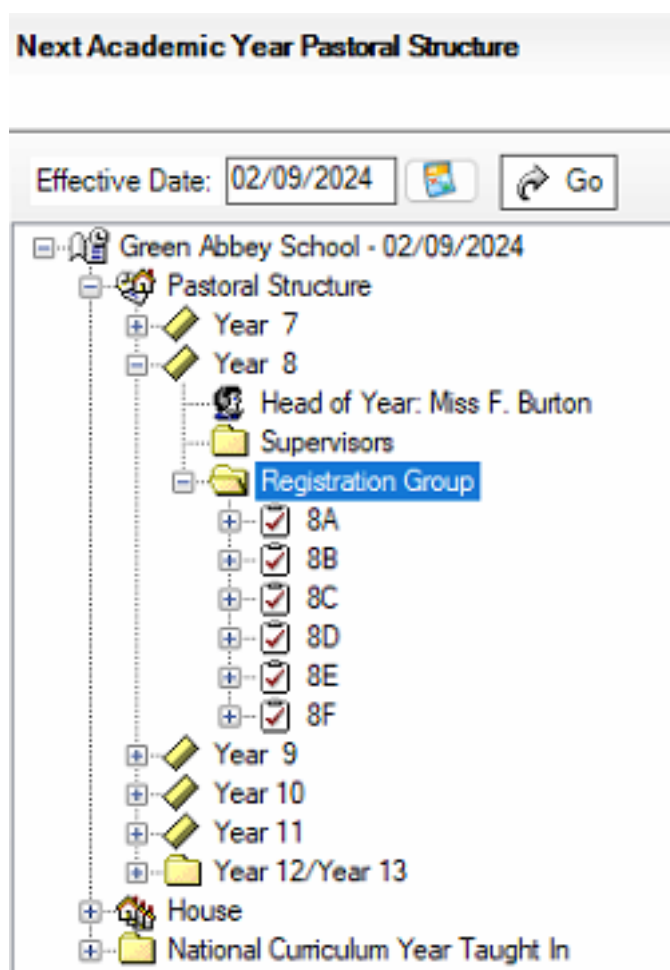 Next Academic Year Pastoral Structure
Effective Date: 02/09/2024 Go
Green Abbey School - 02/09/2024
Pastoral Structure
Year 7
Year 8
Head of Year: Miss F. Burton
Supervisors
Registration Group
8A
8B
8C
8D
8E
8F
Year 9
Year 10
Year 11
Year 12/Year 13
House
National Curriculum Year Taught In